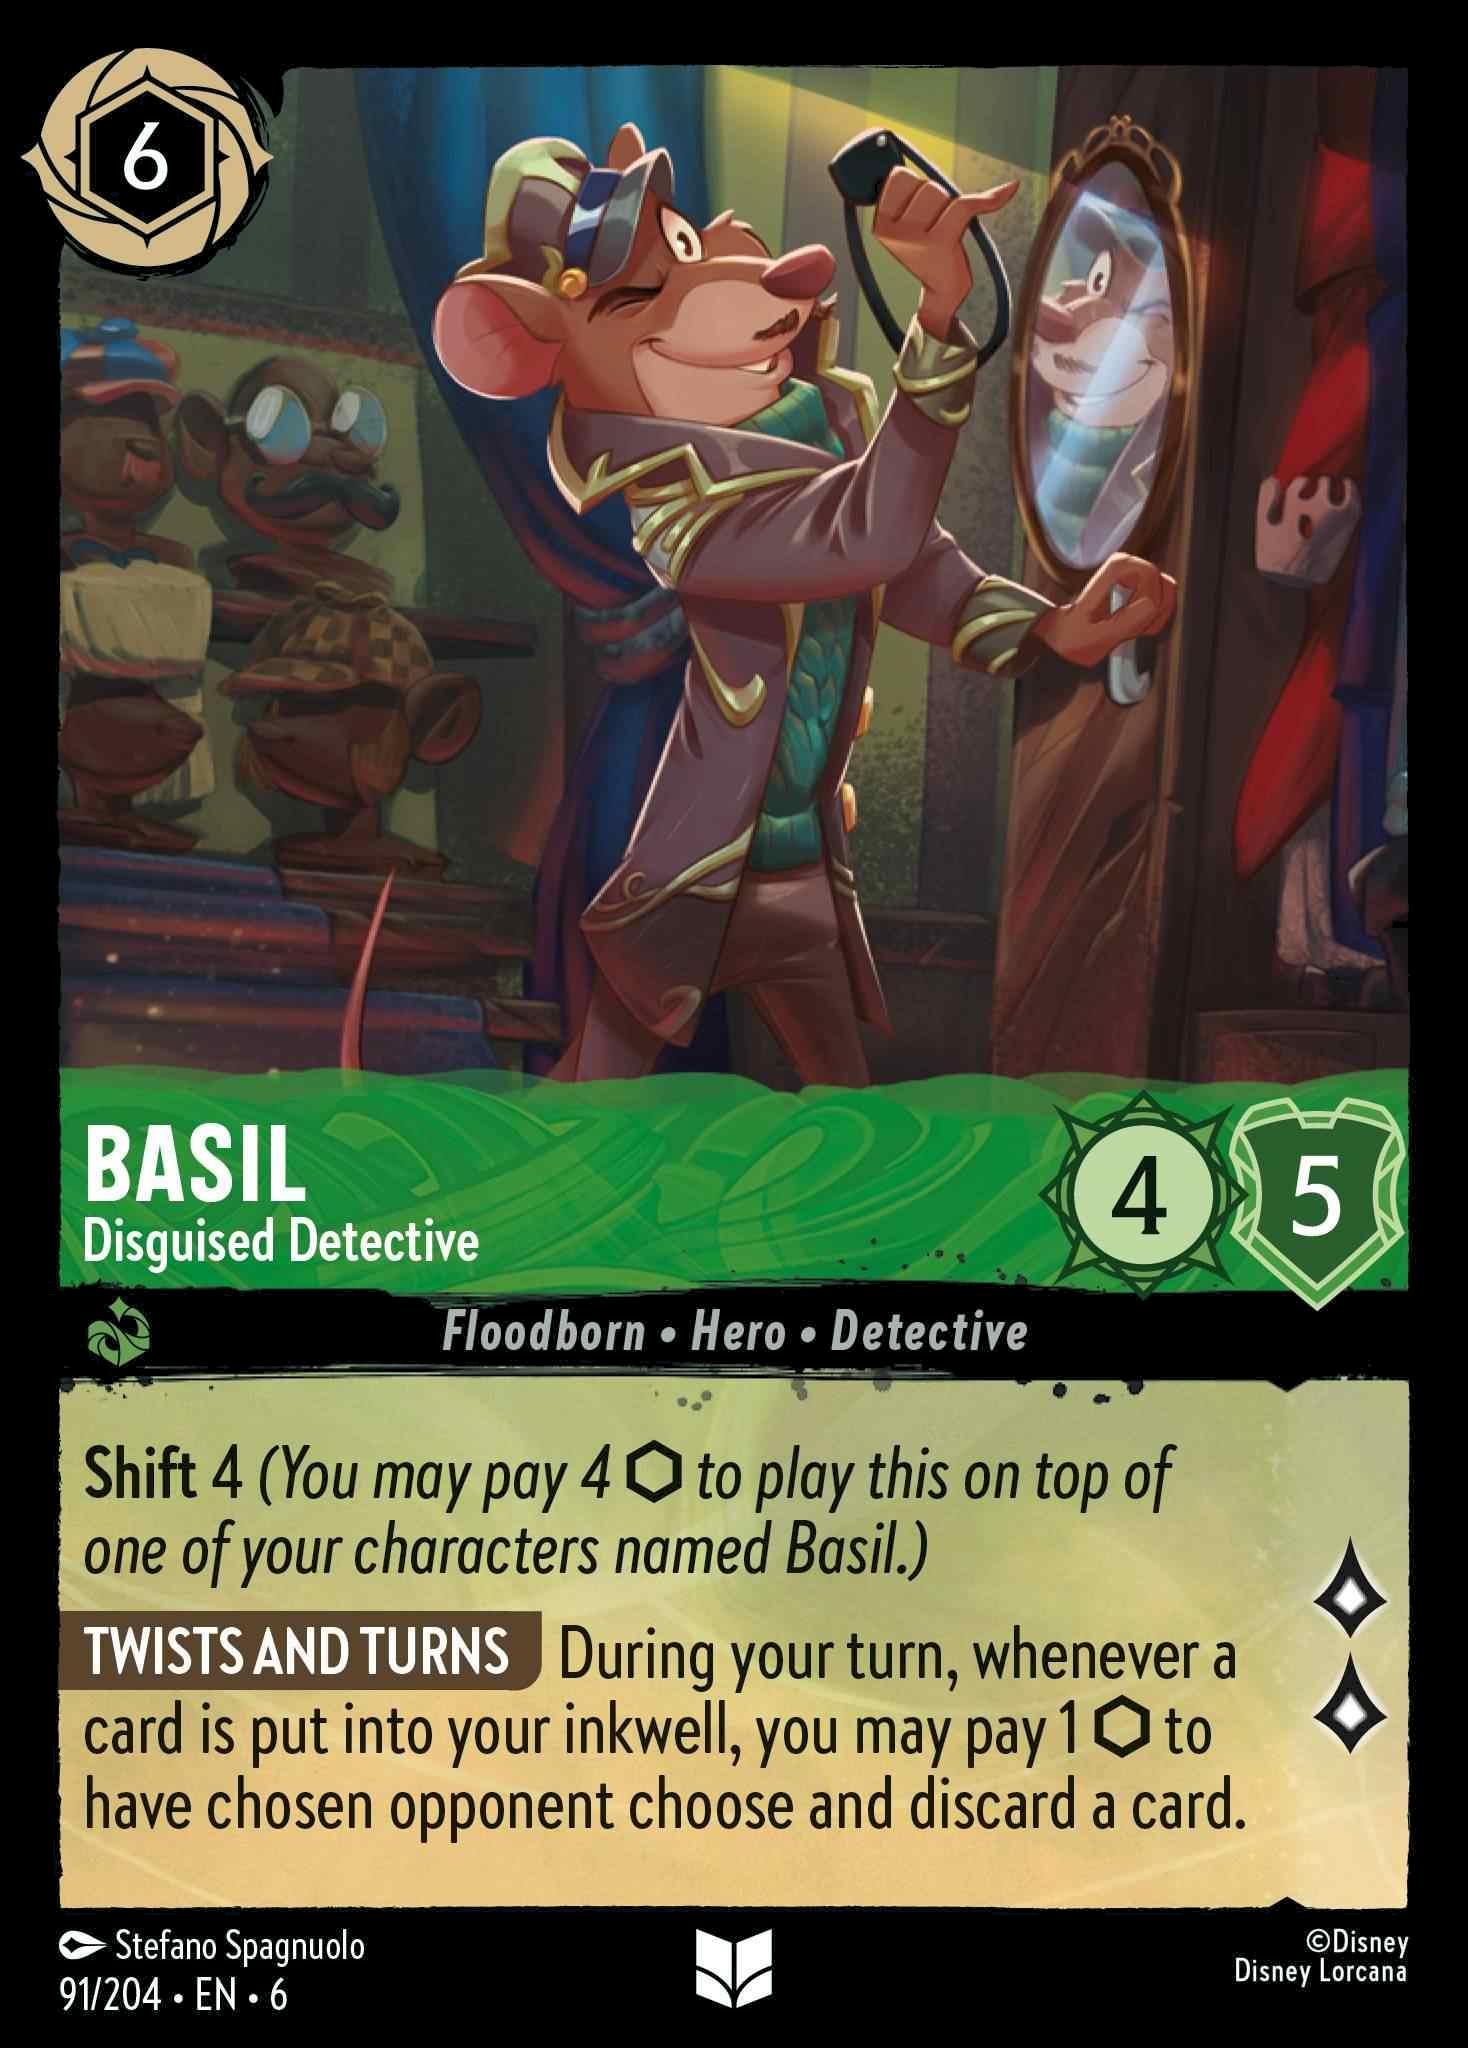 6
BASIL
Disguised Detective
4
5
Floodborn • Hero • Detective
Shift 4 (You may pay 4 ⬡ to play this on top of
one of your characters named Basil.)
TWISTS AND TURNS During your turn, whenever a
card is put into your inkwell, you may pay 1 ⬡ to
have chosen opponent choose and discard a card.
Stefano Spagnuolo
91/204 • EN • 6
©Disney
Disney Lorcana